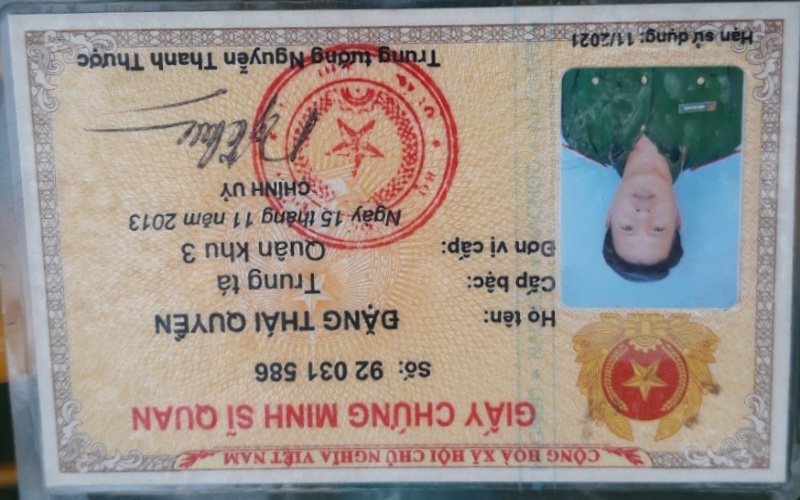 CỘNG HOÀ XÃ HỘI CHỦ NGHĨA VIỆT NAM
GIẤY CHỨNG MINH SĨ QUAN
Số: 92 031 586
Họ tên: ĐẶNG THÁI QUYỀN
Cấp bậc: Trung tá
Đơn vị cấp: Quân khu 3
Ngày 15 tháng 11 năm 2013
CHÍNH UỶ
Trung tướng Nguyễn Thanh Thược
Hạn sử dụng: 11/2021